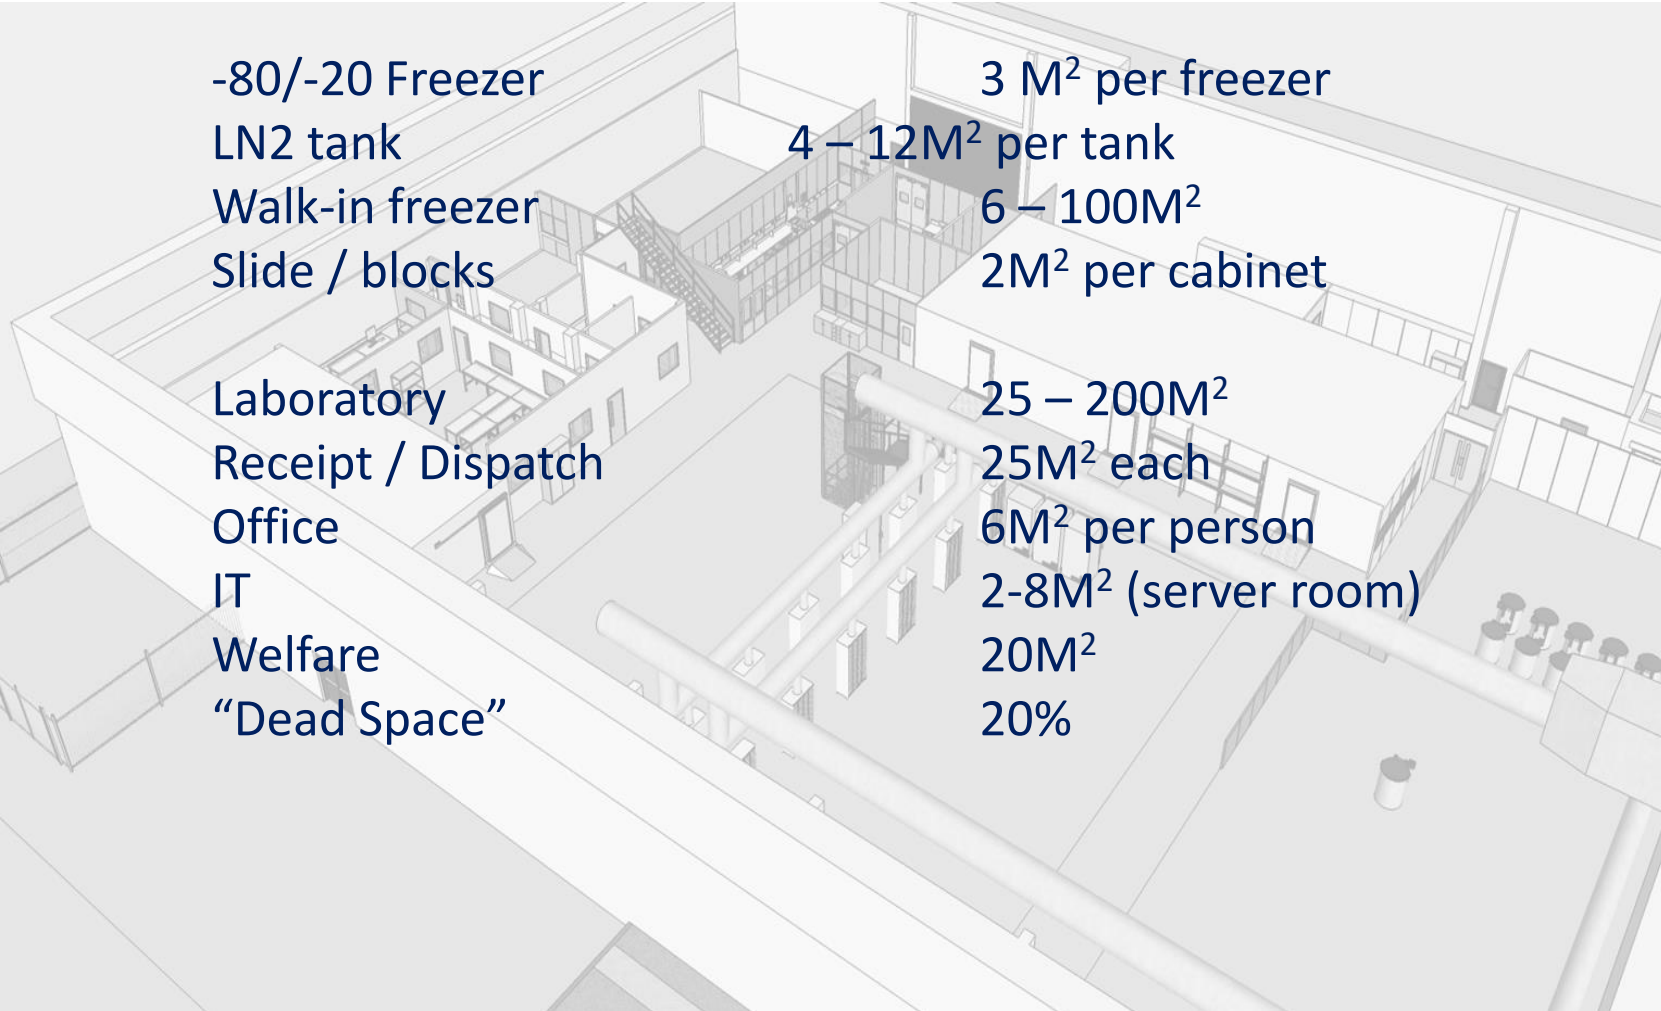 -80/-20 Freezer 3 M² per freezer
LN2 tank 4 – 12M² per tank
Walk-in freezer 6 – 100M²
Slide / blocks 2M² per cabinet
Laboratory 25 – 200M²
Receipt / Dispatch 25M² each
Office 6M² per person
IT 2-8M² (server room)
Welfare 20M²
“Dead Space” 20%